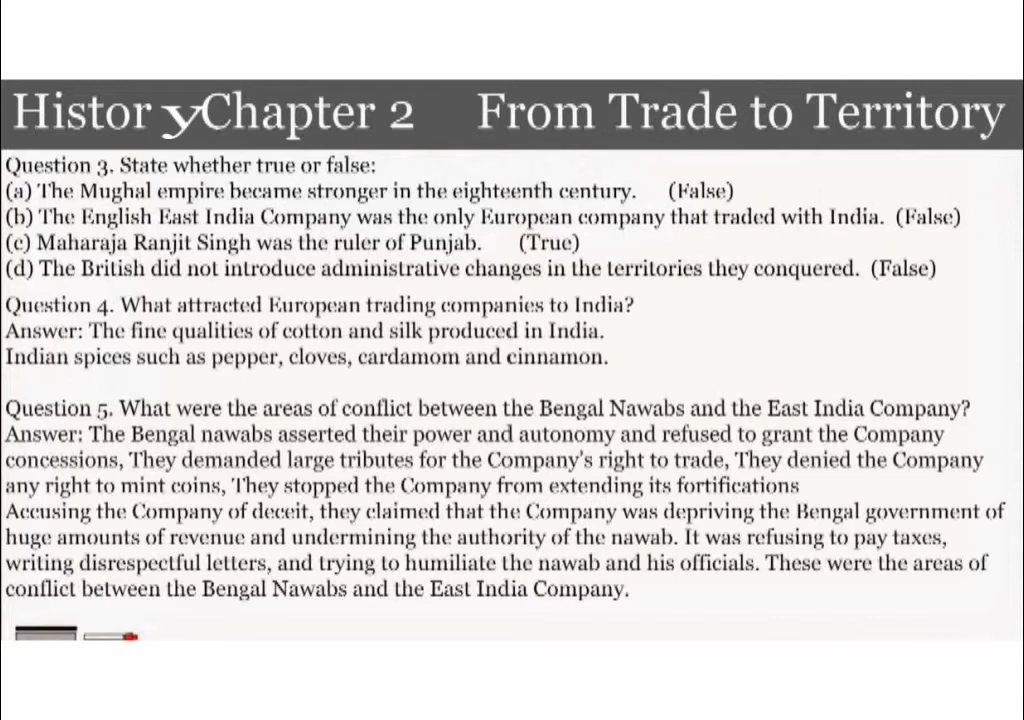 History Chapter 2 From Trade to Territory
Question 3. State whether true or false:
(a) The Mughal empire became stronger in the eighteenth century. (False)
(b) The English East India Company was the only European company that traded with India. (False)
(c) Maharaja Ranjit Singh was the ruler of Punjab. (True)
(d) The British did not introduce administrative changes in the territories they conquered. (False)
Question 4. What attracted European trading companies to India?
Answer: The fine qualities of cotton and silk produced in India.
Indian spices such as pepper, cloves, cardamom and cinnamon.
Question 5. What were the areas of conflict between the Bengal Nawabs and the East India Company?
Answer: The Bengal nawabs asserted their power and autonomy and refused to grant the Company
concessions, They demanded large tributes for the Company's right to trade, They denied the Company
any right to mint coins, They stopped the Company from extending its fortifications
Accusing the Company of deceit, they claimed that the Company was depriving the Bengal government of
huge amounts of revenue and undermining the authority of the nawab. It was refusing to pay taxes,
writing disrespectful letters, and trying to humiliate the nawab and his officials. These were the areas of
conflict between the Bengal Nawabs and the East India Company.